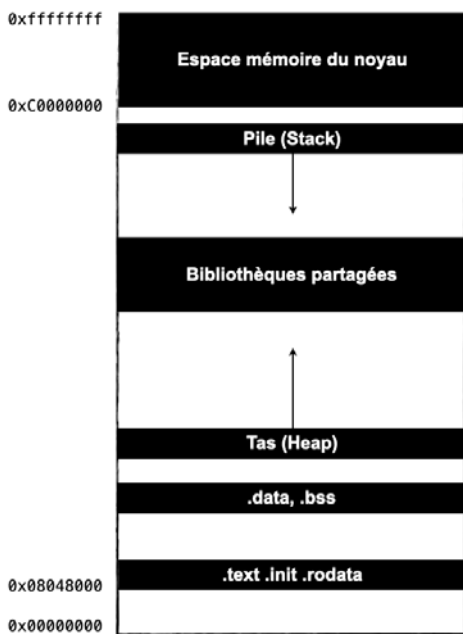 0xffffffff
Espace mémoire du noyau
0xC0000000
Pile (Stack)
Bibliothèques partagées
Tas (Heap)
.data, .bss
.text .init .rodata
0x08048000
0x00000000